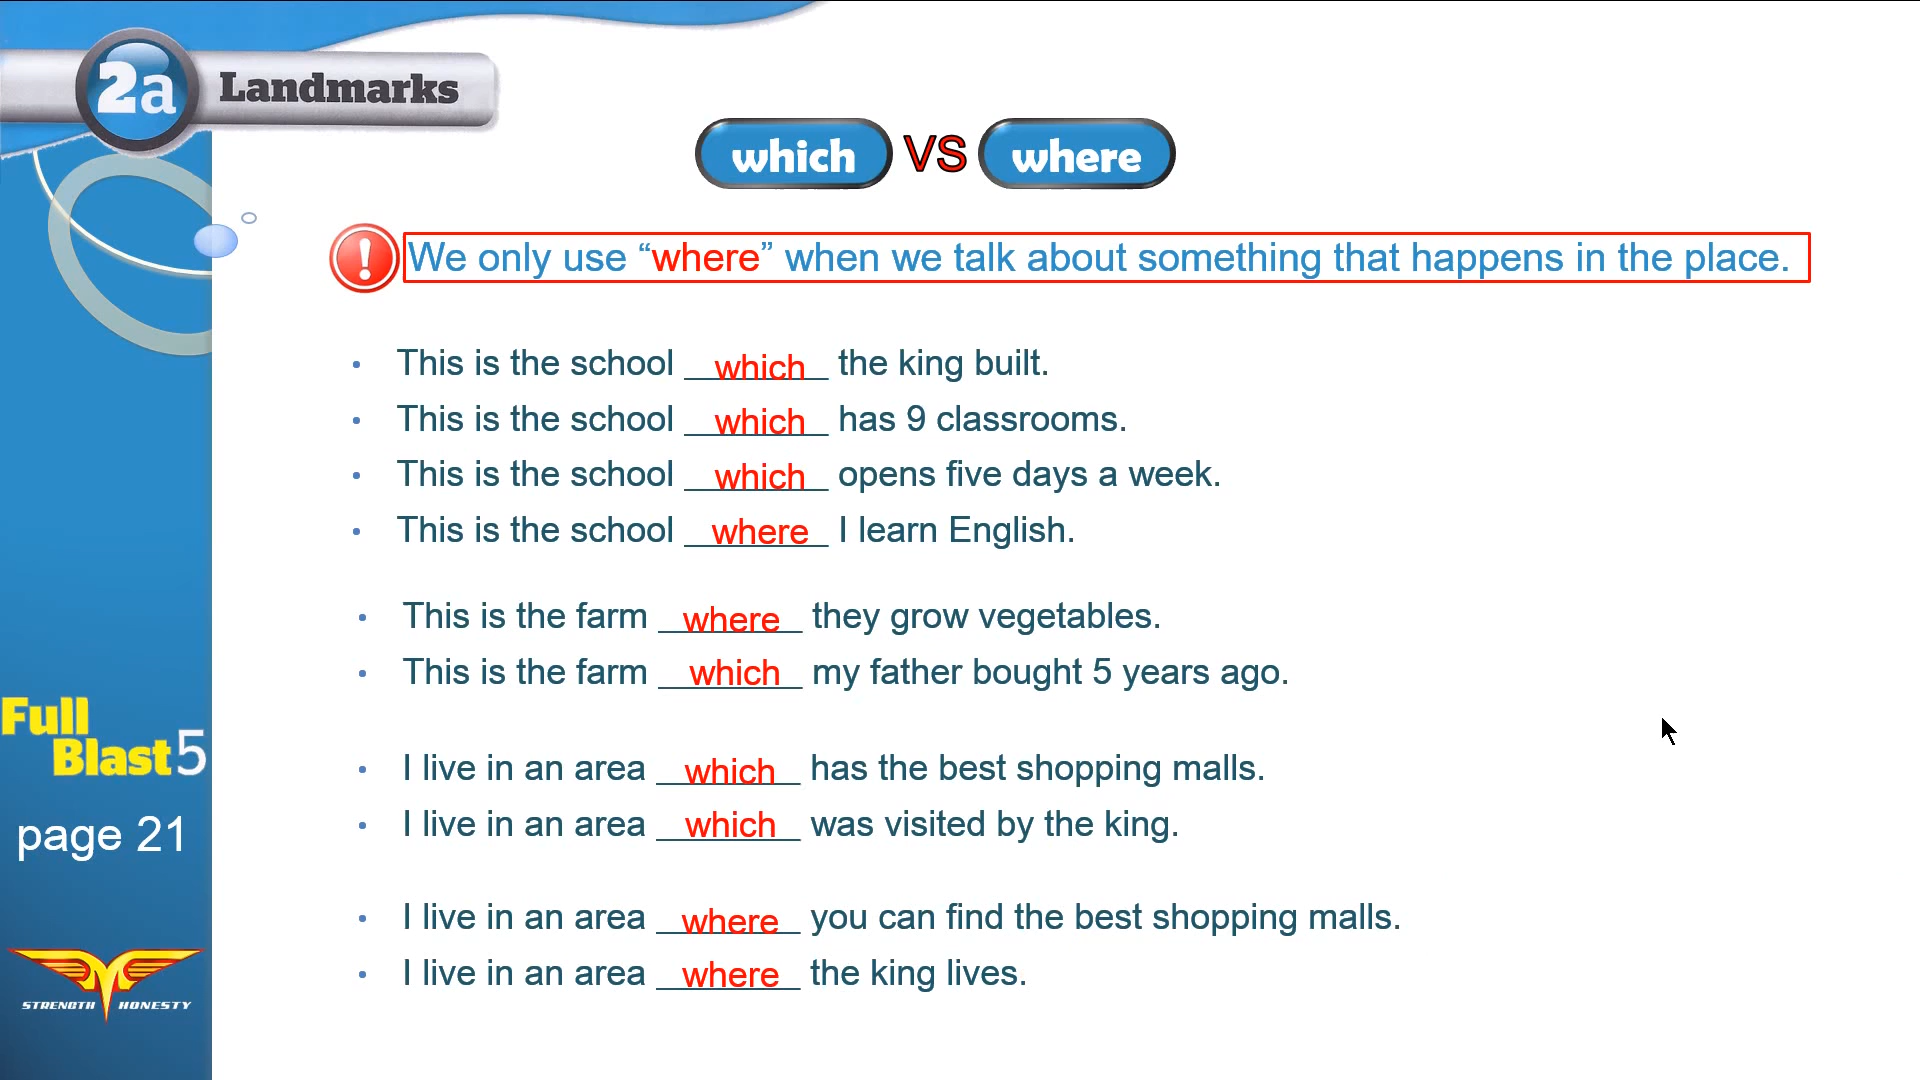 2a Landmarks
which VS where
! We only use “where” when we talk about something that happens in the place.
• This is the school which the king built.
• This is the school which has 9 classrooms.
• This is the school which opens five days a week.
• This is the school where I learn English.
• This is the farm where they grow vegetables.
• This is the farm which my father bought 5 years ago.
• I live in an area which has the best shopping malls.
• I live in an area which was visited by the king.
• I live in an area where you can find the best shopping malls.
• I live in an area where the king lives.
Full
Blast 5
page 21
STRENGTH HONESTY